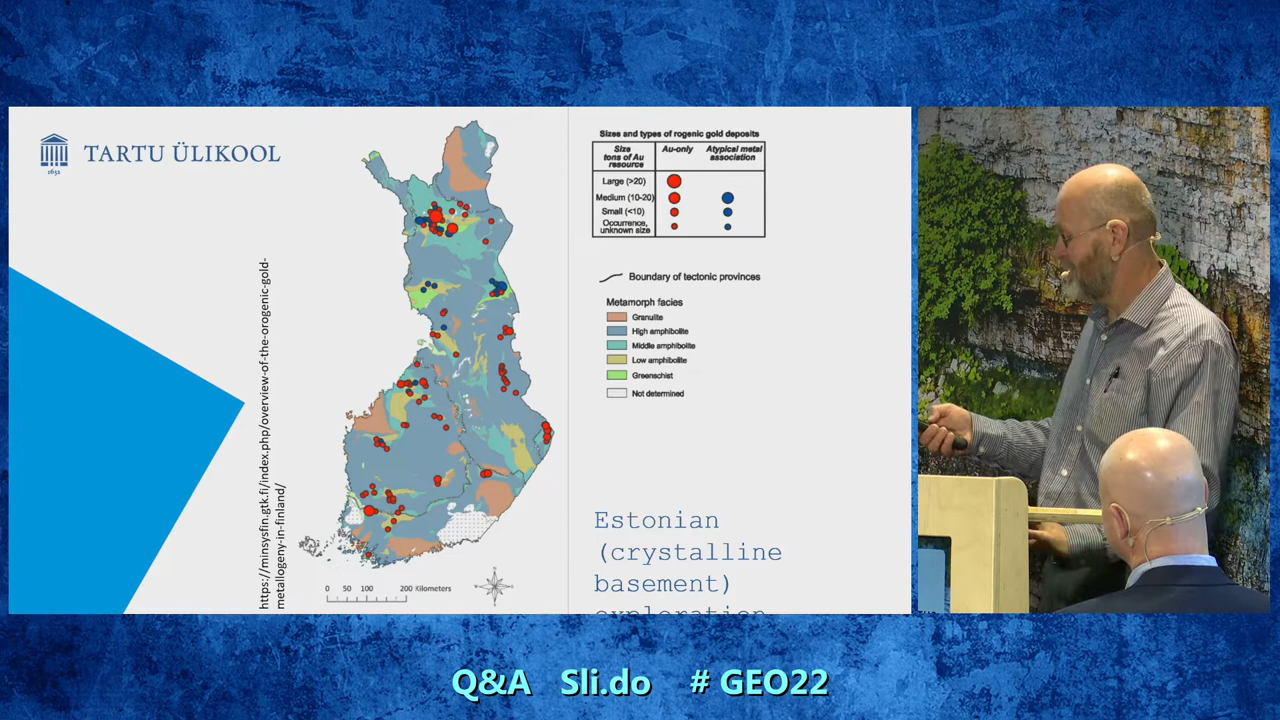 TARTU ÜLIKOOL
1632
https://minsysfin.gtk.fi/index.php/overview-of-the-orogenic-gold-
metallogeny-in-finland/
Sizes and types of rogenic gold deposits
Size
tons of Au
resource
Au-only
Atypical metal
association
Large (>20)
Medium (10-20)
Small (<10)
Occurrence,
unknown size
Boundary of tectonic provinces
Metamorph facies
Granulite
High amphibolite
Middle amphibolite
Low amphibolite
Greenschist
Not determined
0 50 100 200 Kilometers
Estonian
(crystalline
basement)
exploration
Q&A Sli.do # GEO22